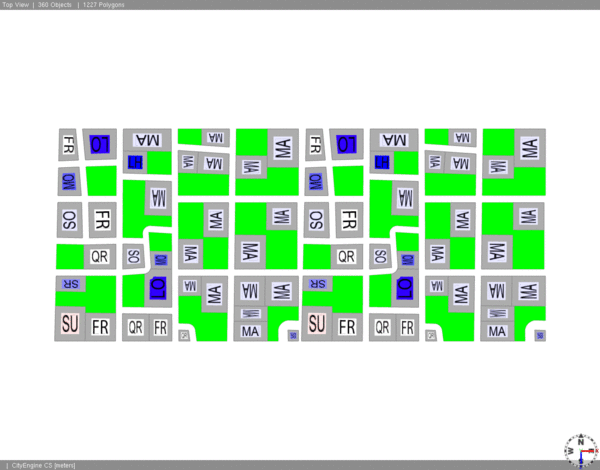 Top View | 360 Objects | 1227 Polygons
FR LO MA MA MA FR LO MA MA MA
MA MA MA MA MA MA
MO MA MO MA
SO FR MA MA SO FR MA MA
QR SO MA MA QR SO MA MA
MO MO
SR LO MA MA MA MA SR LO MA MA MA MA
MA MA
SU FR QR FR MA SU FR QR FR MA
N
W
S
| CityEngine CS [meters]